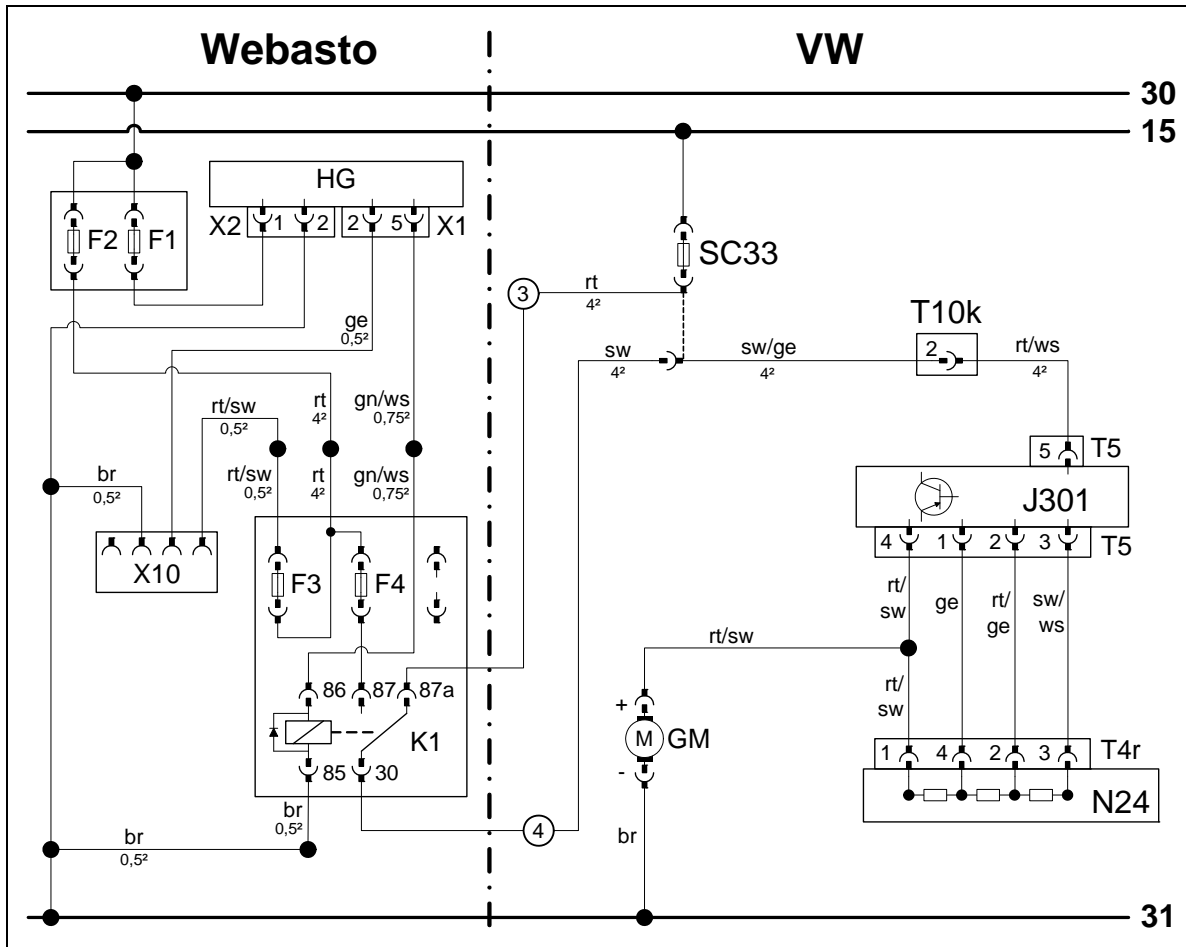 Webasto
VW
30
15
HG
X2 1 2 2 5 X1
F2 F1
SC33
3
rt
4²
ge
0,5²
T10k
2
sw
4²
sw/ge
4²
rt/ws
4²
rt/sw
0,5²
rt
4²
gn/ws
0,75²
5 T5
br
0,5²
rt/sw
0,5²
rt
4²
gn/ws
0,75²
J301
4 1 2 3 T5
X10
F3 F4
rt/
sw
ge
rt/
ge
sw/
ws
rt/sw
86 87 87a
rt/
sw
+
M GM
-
K1
85 30
1 4 2 3 T4r
N24
br
0,5²
4
br
br
0,5²
31